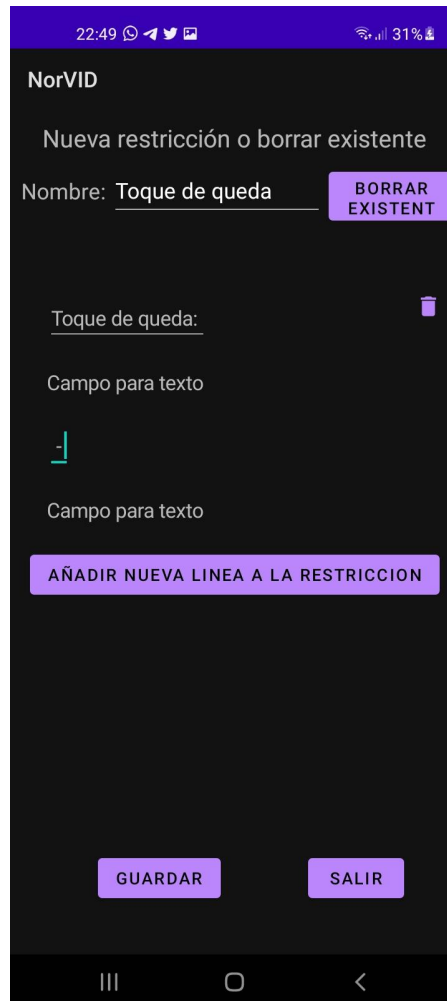 22:49 31%
NorVID
Nueva restricción o borrar existente
Nombre: Toque de queda
BORRAR
EXISTENT
Toque de queda:
Campo para texto
-
Campo para texto
AÑADIR NUEVA LINEA A LA RESTRICCION
GUARDAR SALIR